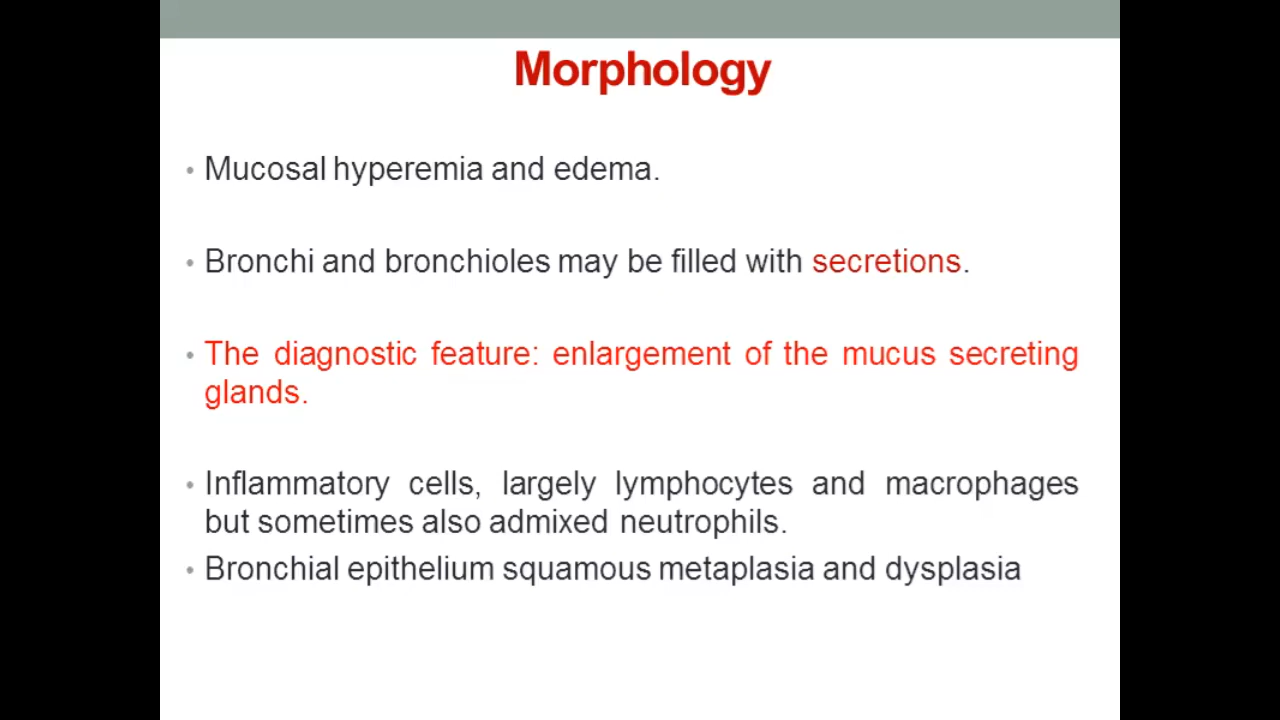 Morphology
• Mucosal hyperemia and edema.
• Bronchi and bronchioles may be filled with secretions.
• The diagnostic feature: enlargement of the mucus secreting
glands.
• Inflammatory cells, largely lymphocytes and macrophages
but sometimes also admixed neutrophils.
• Bronchial epithelium squamous metaplasia and dysplasia